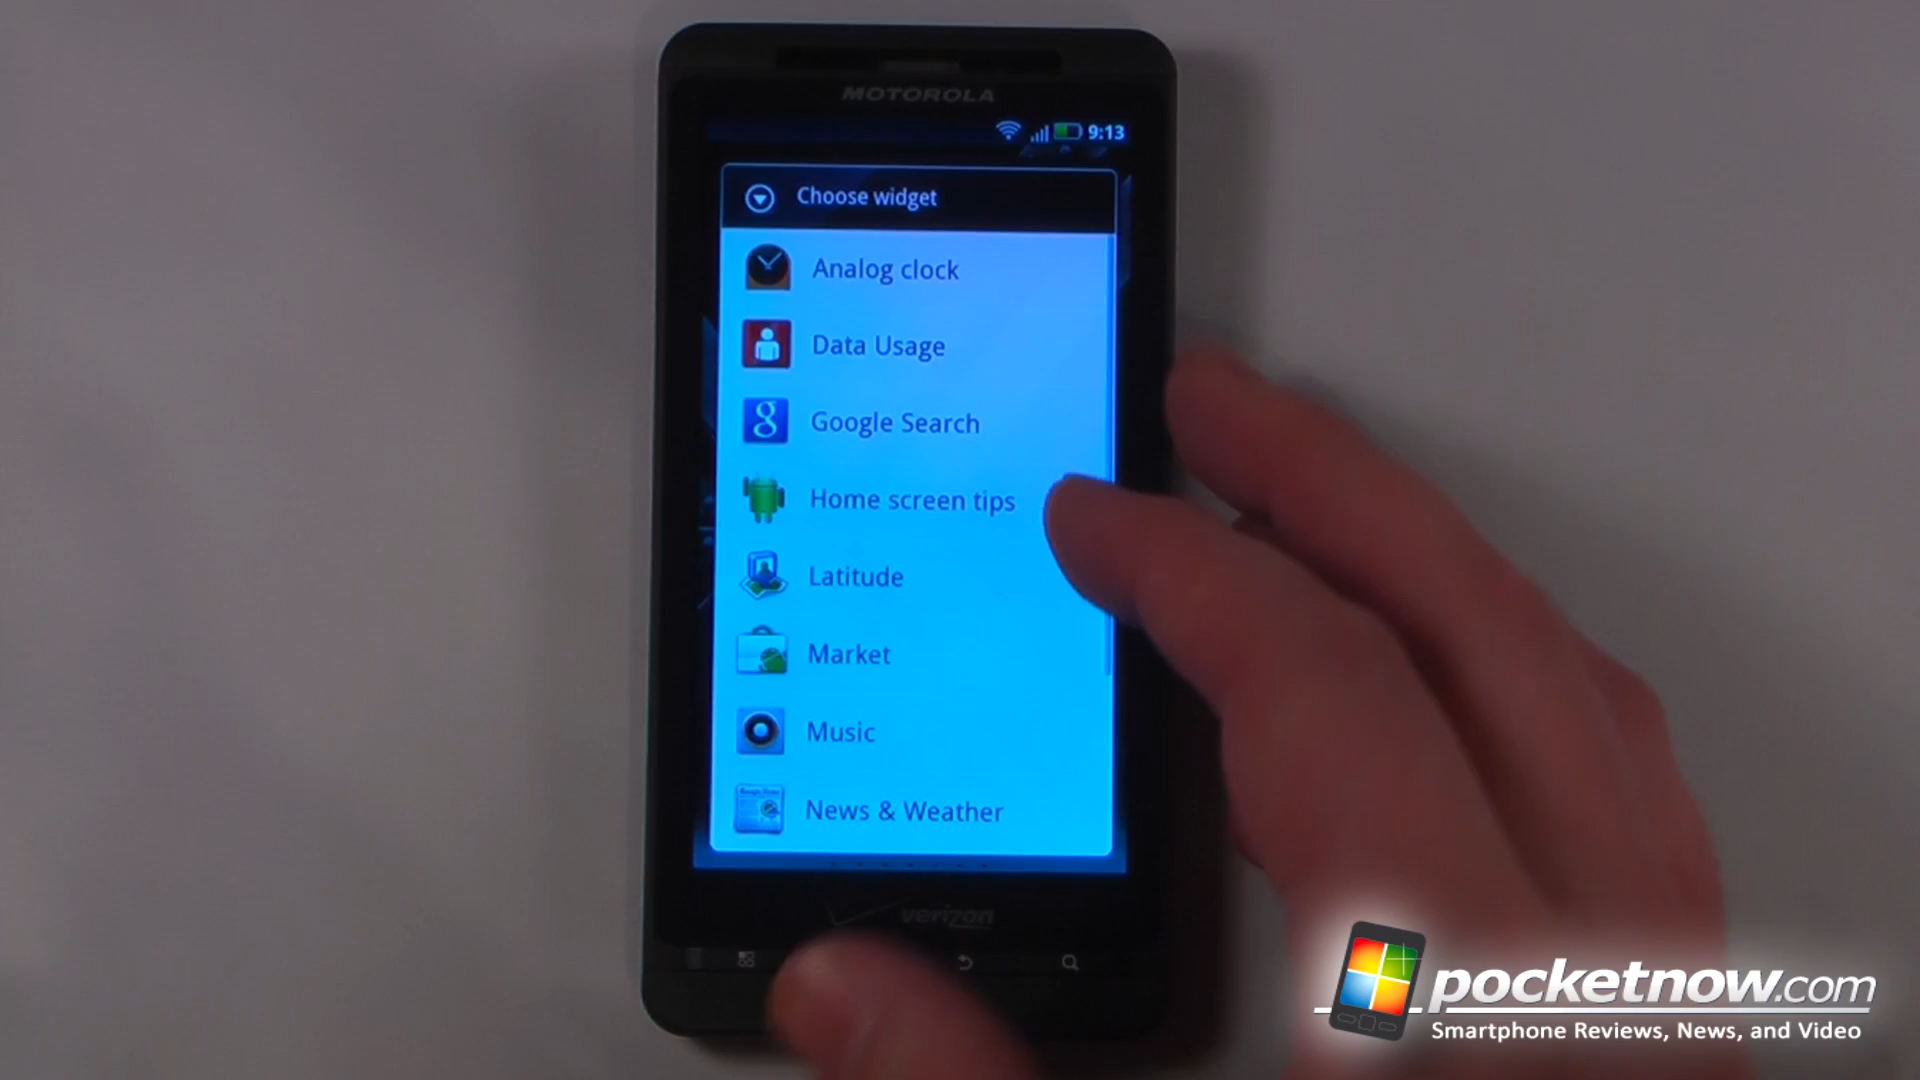 MOTOROLA
9:13
Choose widget
Analog clock
Data Usage
Google Search
Home screen tips
Latitude
Market
Music
News & Weather
verizon
pocketnow.com
Smartphone Reviews, News, and Video